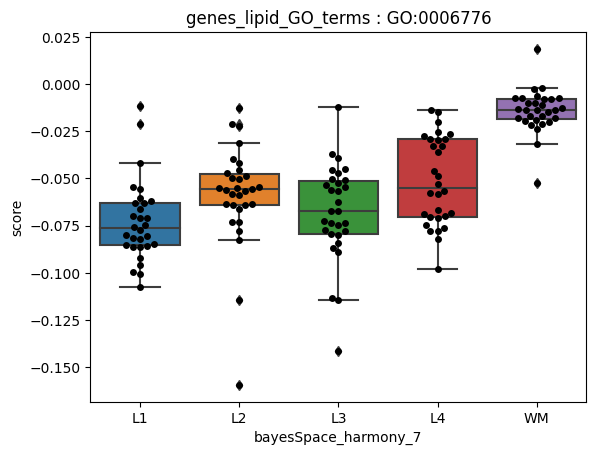 genes_lipid_GO_terms : GO:0006776
0.025
0.000
−0.025
−0.050
−0.075
−0.100
−0.125
−0.150
score
L1 L2 L3 L4 WM
bayesSpace_harmony_7